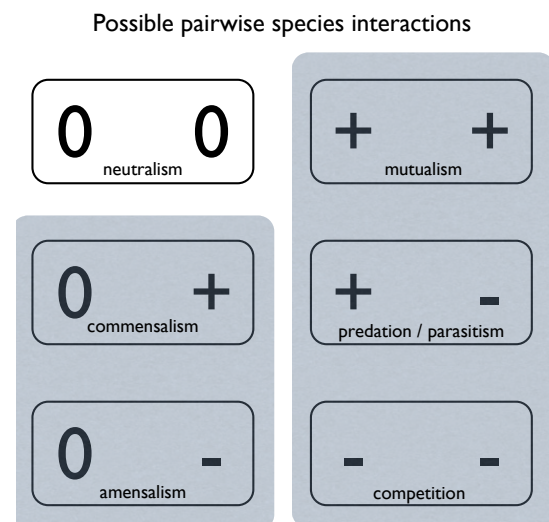 Possible pairwise species interactions
0 0
neutralism
+ +
mutualism
0 +
commensalism
+ -
predation / parasitism
0 -
amensalism
- -
competition